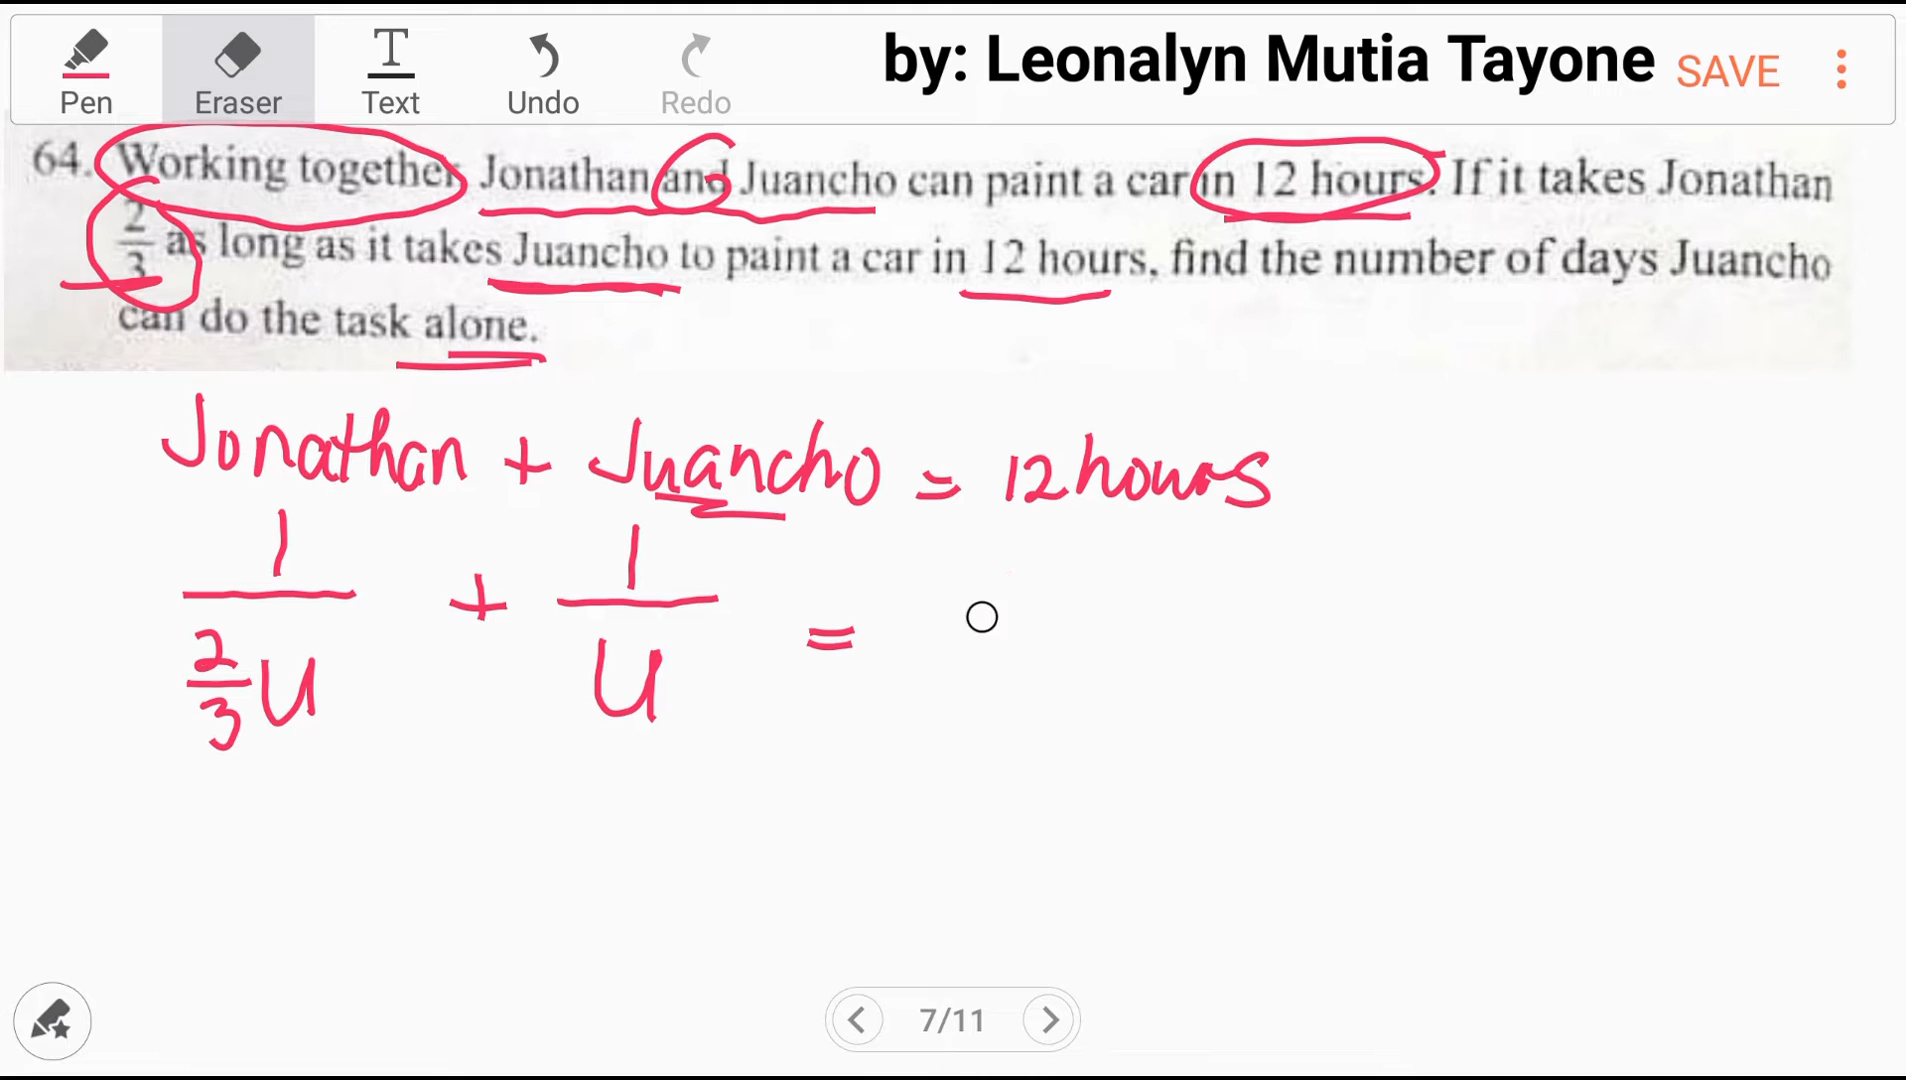 Pen Eraser Text Undo Redo by: Leonalyn Mutia Tayone SAVE
64. Working together Jonathan and Juancho can paint a car in 12 hours. If it takes Jonathan
2/3 as long as it takes Juancho to paint a car in 12 hours, find the number of days Juancho
can do the task alone.
Jonathan + Juancho = 12 hours
1/(2/3 U) + 1/U =
7/11